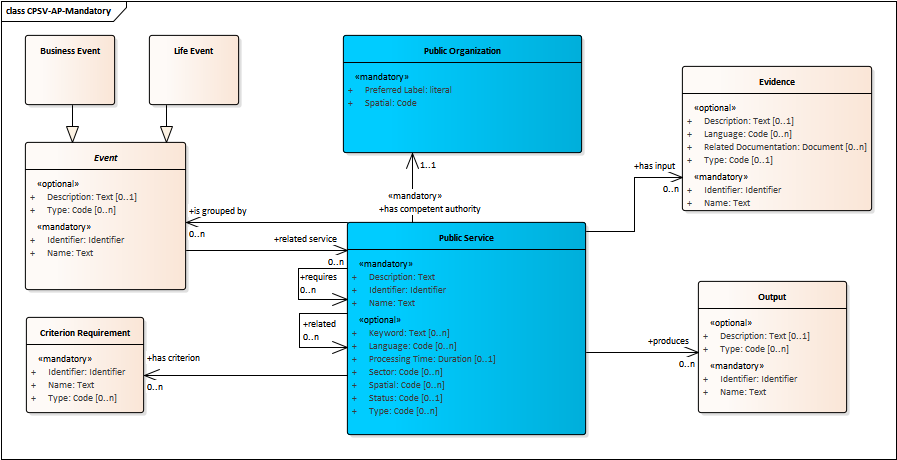 class CPSV-AP-Mandatory
Business Event
Life Event
Public Organization
«mandatory»
+ Preferred Label: literal
+ Spatial: Code
Evidence
«optional»
+ Description: Text [0..1]
+ Language: Code [0..n]
+ Related Documentation: Document [0..n]
+ Type: Code [0..1]
«mandatory»
+ Identifier: Identifier
+ Name: Text
Event
«optional»
+ Description: Text [0..1]
+ Type: Code [0..n]
«mandatory»
+ Identifier: Identifier
+ Name: Text
1..1
«mandatory»
+has competent authority
+has input
0..n
+is grouped by
0..n
+related service
0..n
Public Service
«mandatory»
+ Description: Text
+ Identifier: Identifier
+ Name: Text
«optional»
+ Keyword: Text [0..n]
+ Language: Code [0..n]
+ Processing Time: Duration [0..1]
+ Sector: Code [0..n]
+ Spatial: Code [0..n]
+ Status: Code [0..1]
+ Type: Code [0..n]
+requires
0..n
+related
0..n
Criterion Requirement
«mandatory»
+ Identifier: Identifier
+ Name: Text
+ Type: Code [0..n]
+has criterion
0..n
+produces
0..n
Output
«optional»
+ Description: Text [0..1]
+ Type: Code [0..n]
«mandatory»
+ Identifier: Identifier
+ Name: Text